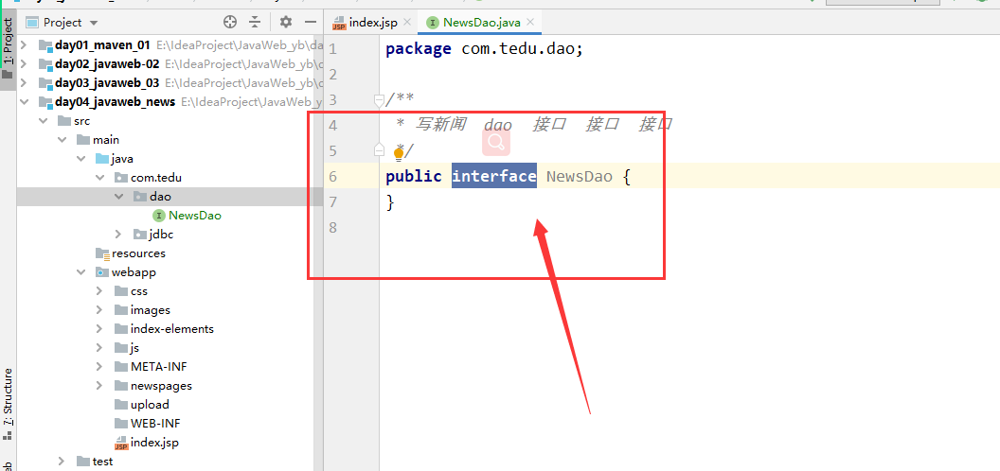 Project
index.jsp
NewsDao.java
1: Project
day01_maven_01 E:\IdeaProject\JavaWeb_yb\da
day02_javaweb-02 E:\IdeaProject\JavaWeb_yb\d
day03_javaweb_03 E:\IdeaProject\JavaWeb_yb\d
day04_javaweb_news E:\IdeaProject\JavaWeb_y
src
main
java
com.tedu
dao
NewsDao
jdbc
resources
webapp
css
images
index-elements
js
META-INF
newspages
upload
WEB-INF
index.jsp
test
7: Structure
1 package com.tedu.dao;
2
3 /**
4 * 写新闻 dao 接口 接口 接口
5 */
6 public interface NewsDao {
7 }
8